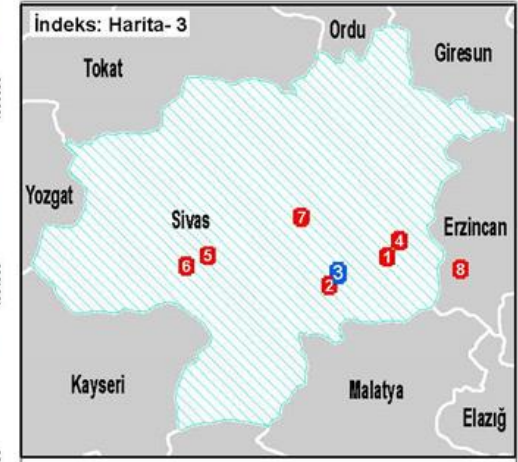 İndeks: Harita- 3
Ordu
Giresun
Tokat
Yozgat
Sivas
7
Erzincan
4
5
1
6
3
8
2
Kayseri
Malatya
Elazığ